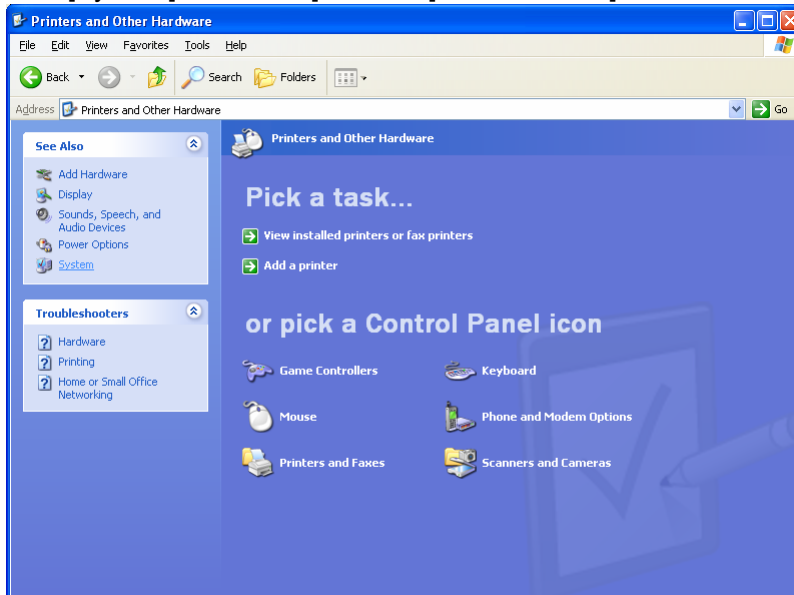 Printers and Other Hardware
File Edit View Favorites Tools Help
Back Search Folders
Address Printers and Other Hardware Go
See Also
Add Hardware
Display
Sounds, Speech, and
Audio Devices
Power Options
System
Troubleshooters
Hardware
Printing
Home or Small Office
Networking
Printers and Other Hardware
Pick a task...
View installed printers or fax printers
Add a printer
or pick a Control Panel icon
Game Controllers Keyboard
Mouse Phone and Modem Options
Printers and Faxes Scanners and Cameras